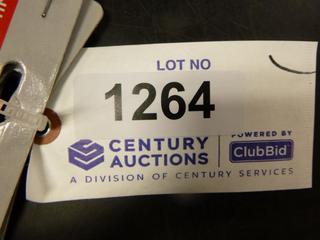 LOT NO
1264
CENTURY
AUCTIONS
POWERED BY
ClubBid
A DIVISION OF CENTURY SERVICES